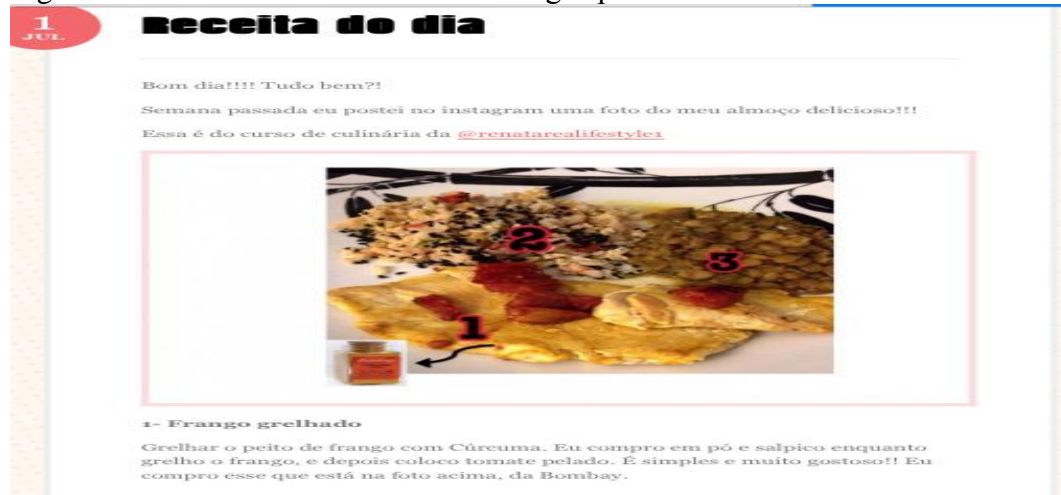 1
JUL
Receita do dia
Bom dia!!!! Tudo bem?!
Semana passada eu postei no instagram uma foto do meu almoço delicioso!!!
Essa é do curso de culinária da @renatarealifestyle1
2
3
1
1- Frango grelhado
Grelhar o peito de frango com Cúrcuma. Eu compro em pó e salpico enquanto
grelho o frango, e depois coloco tomate pelado. É simples e muito gostoso!! Eu
compro esse que está na foto acima, da Bombay.